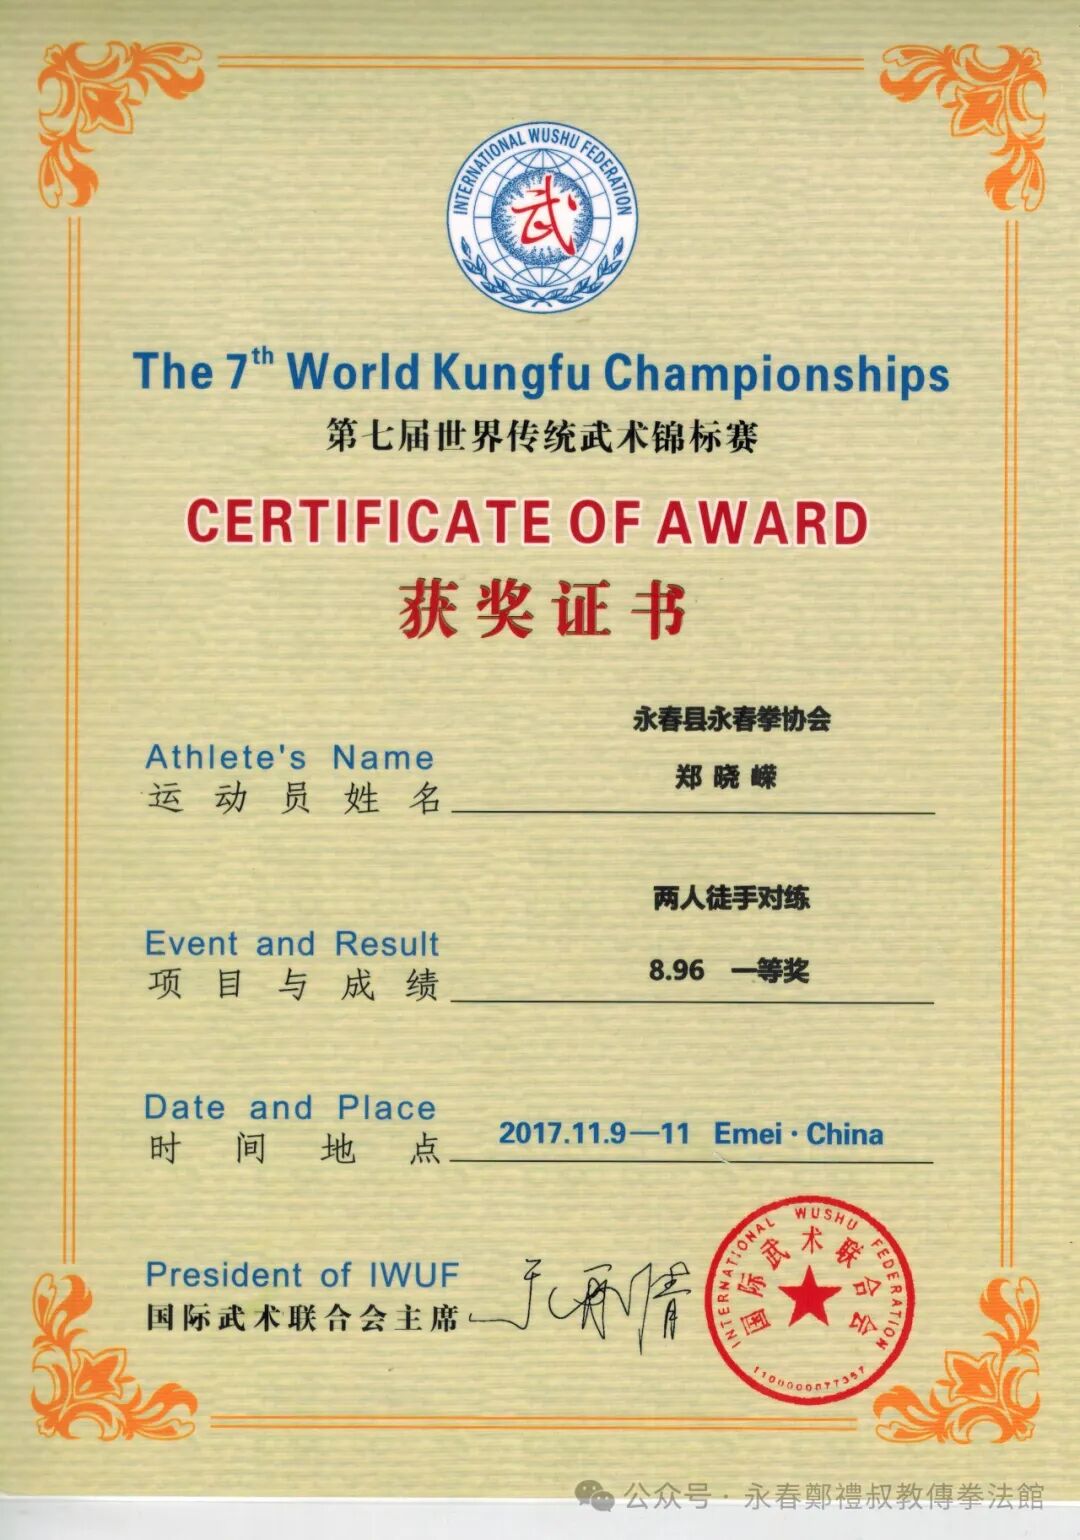 INTERNATIONAL WUSHU FEDERATION
武
The 7th World Kungfu Championships
第七届世界传统武术锦标赛
CERTIFICATE OF AWARD
获奖证书
永春县永春拳协会
Athlete's Name
郑晓嵘
运动员姓名
两人徒手对练
Event and Result
8.96 一等奖
项目与成绩
Date and Place
2017.11.9—11 Emei·China
时间地点
President of IWUF
国际武术联合会主席
INTERNATIONAL WUSHU FEDERATION
国际武术联合会
公众号·永春鄭禮叔教傳拳法館